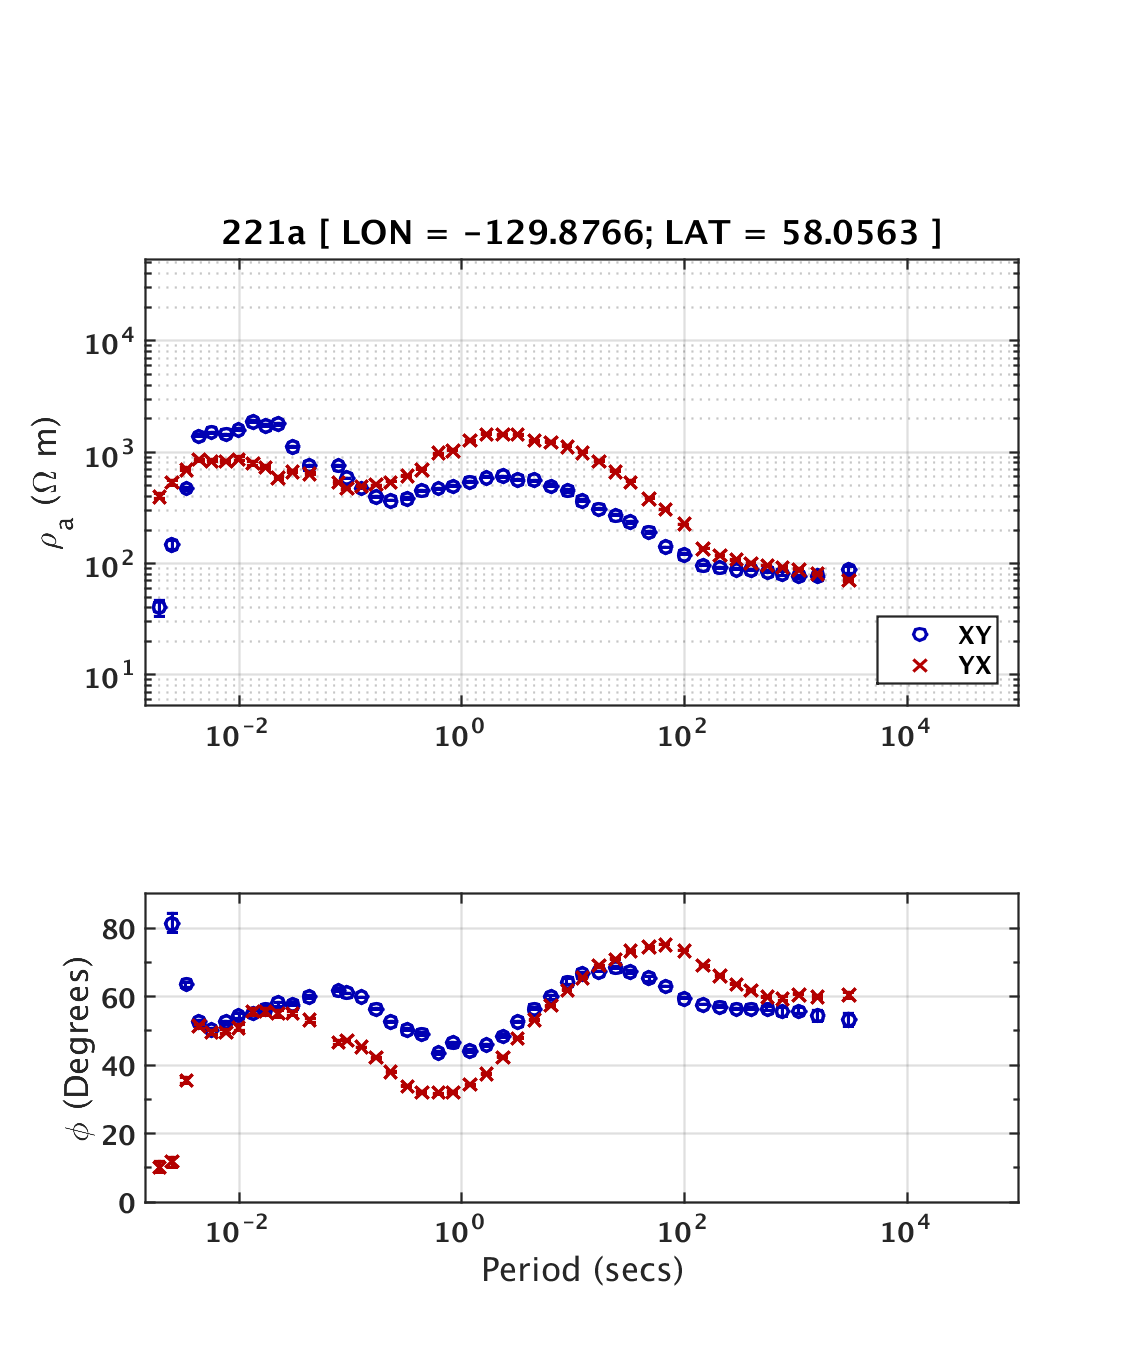 221a [ LON = -129.8766; LAT = 58.0563 ]
ρa (Ω m)
10^4
10^3
10^2
10^1
XY
YX
10^-2 10^0 10^2 10^4
ϕ (Degrees)
80
60
40
20
0
10^-2 10^0 10^2 10^4
Period (secs)